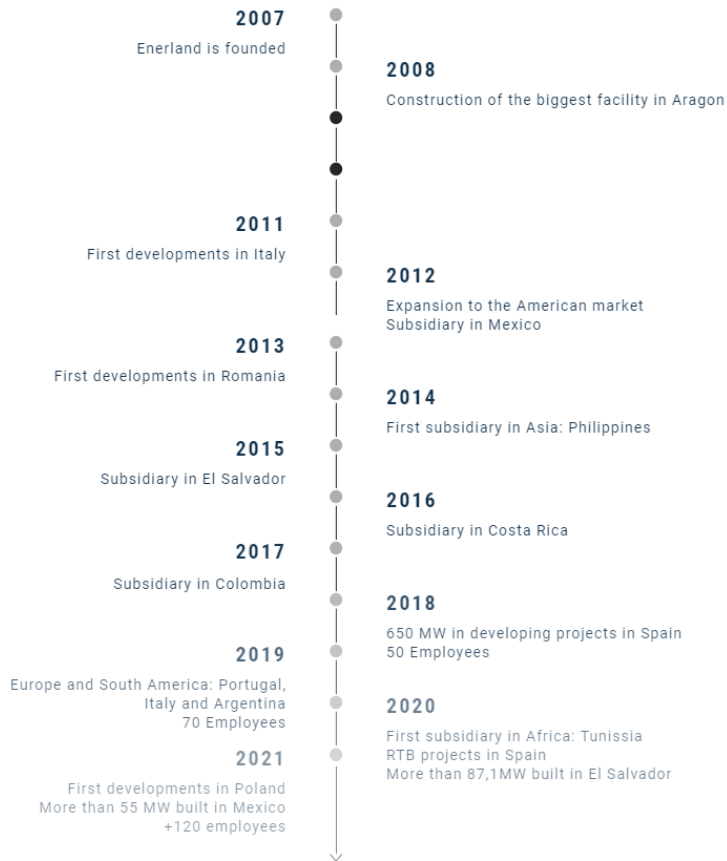 2007
Enerland is founded
2008
Construction of the biggest facility in Aragon
2011
First developments in Italy
2012
Expansion to the American market
Subsidiary in Mexico
2013
First developments in Romania
2014
First subsidiary in Asia: Philippines
2015
Subsidiary in El Salvador
2016
Subsidiary in Costa Rica
2017
Subsidiary in Colombia
2018
650 MW in developing projects in Spain
50 Employees
2019
Europe and South America: Portugal,
Italy and Argentina
70 Employees
2020
First subsidiary in Africa: Tunissia
RTB projects in Spain
More than 87,1MW built in El Salvador
2021
First developments in Poland
More than 55 MW built in Mexico
+120 employees